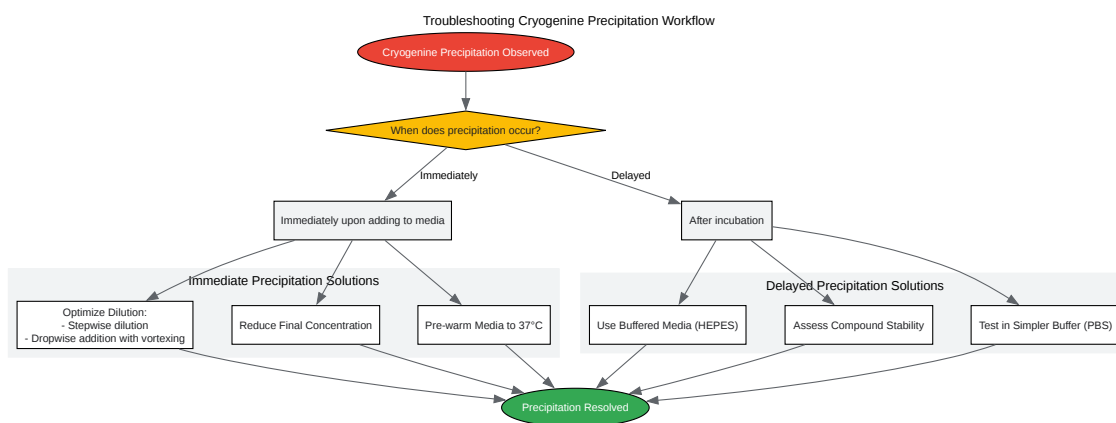 Troubleshooting Cryogenine Precipitation Workflow
Cryogenine Precipitation Observed
When does precipitation occur?
Immediately
Delayed
Immediately upon adding to media
After incubation
Immediate Precipitation Solutions
Delayed Precipitation Solutions
Optimize Dilution:
- Stepwise dilution
- Dropwise addition with vortexing
Reduce Final Concentration
Pre-warm Media to 37°C
Use Buffered Media (HEPES)
Assess Compound Stability
Test in Simpler Buffer (PBS)
Precipitation Resolved